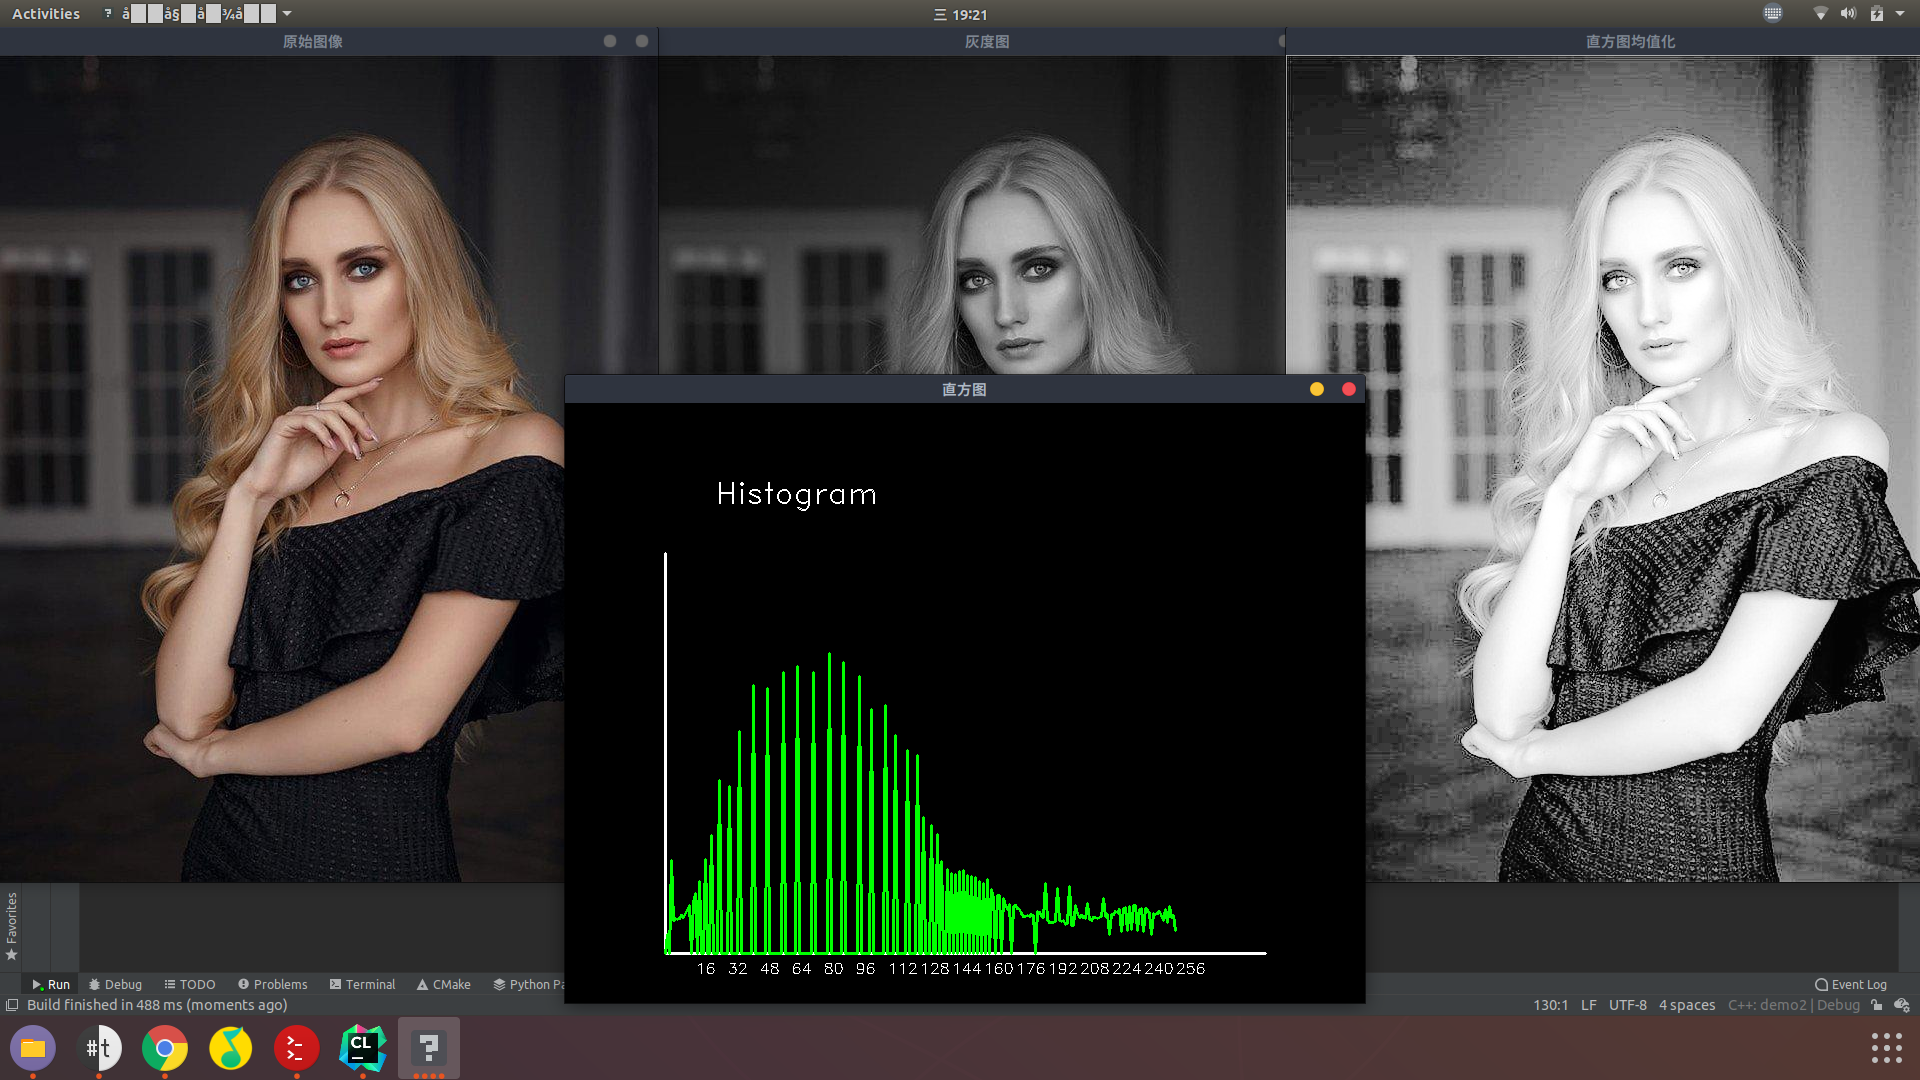 Activities
三 19:21
原始图像
灰度图
直方图均值化
直方图
Histogram
16 32 48 64 80 96 112 128 144 160 176 192 208 224 240 256
Favorites
Run Debug TODO Problems Terminal CMake Python Pa
Event Log
Build finished in 488 ms (moments ago)
130:1 LF UTF-8 4 spaces C++: demo2 | Debug
#t
CL